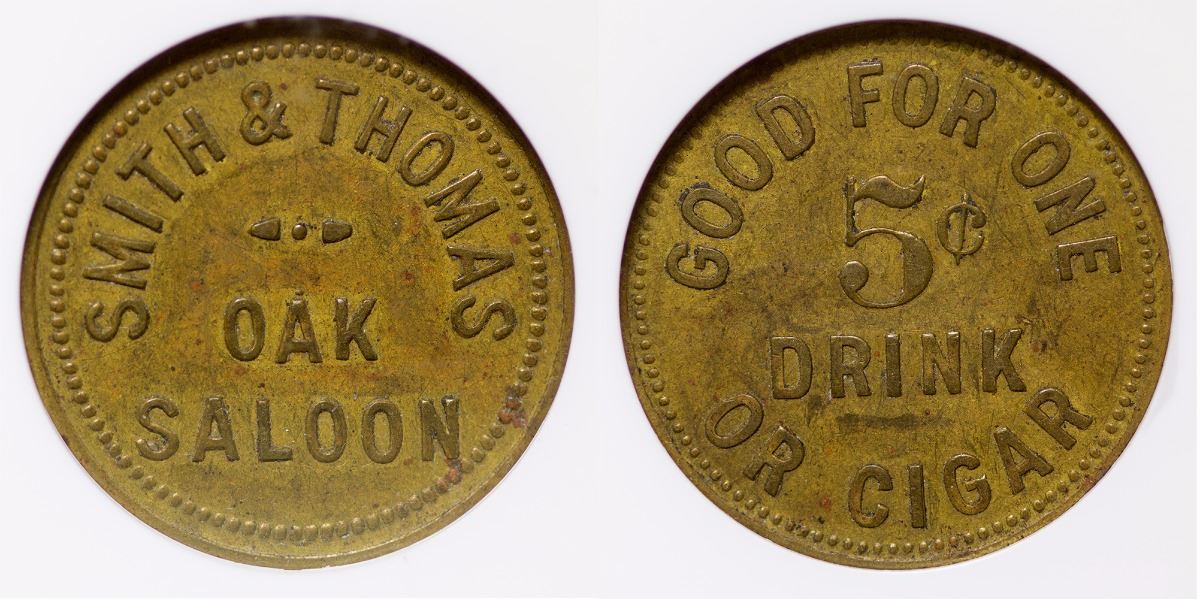 SMITH & THOMAS
OAK
SALOON
GOOD FOR ONE
5¢
DRINK
OR CIGAR